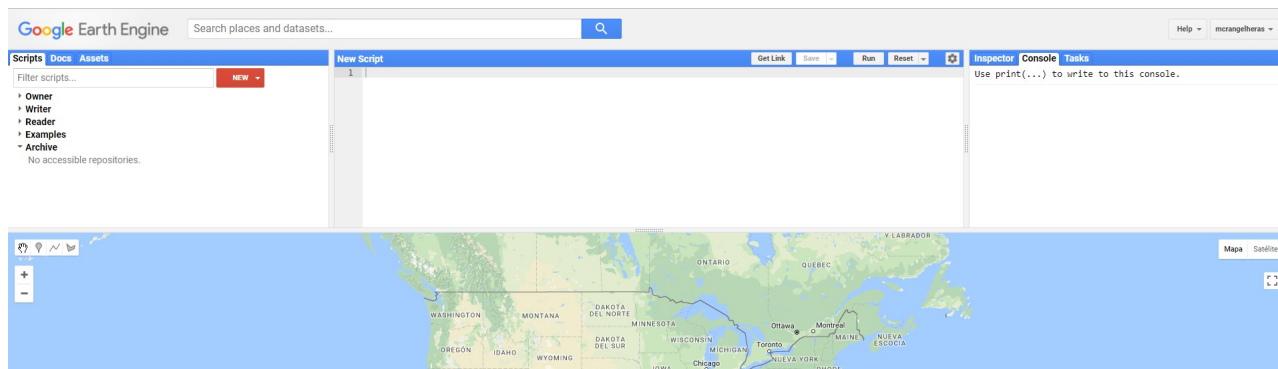 Google Earth Engine
Search places and datasets...
Help
mcrangelheras
Scripts Docs Assets
Filter scripts...
NEW
Owner
Writer
Reader
Examples
Archive
No accessible repositories.
New Script
Get Link Save Run Reset
1
Inspector Console Tasks
Use print(...) to write to this console.
Mapa Satélite
Y LABRADOR
ONTARIO
QUEBEC
WASHINGTON
MONTANA
DAKOTA
DEL NORTE
MINNESOTA
Ottawa
Montreal
MAINE
NUEVA
ESCOCIA
OREGÓN
IDAHO
WYOMING
DAKOTA
DEL SUR
WISCONSIN
MÍCHIGAN
Toronto
NUEVA YORK
Chicago